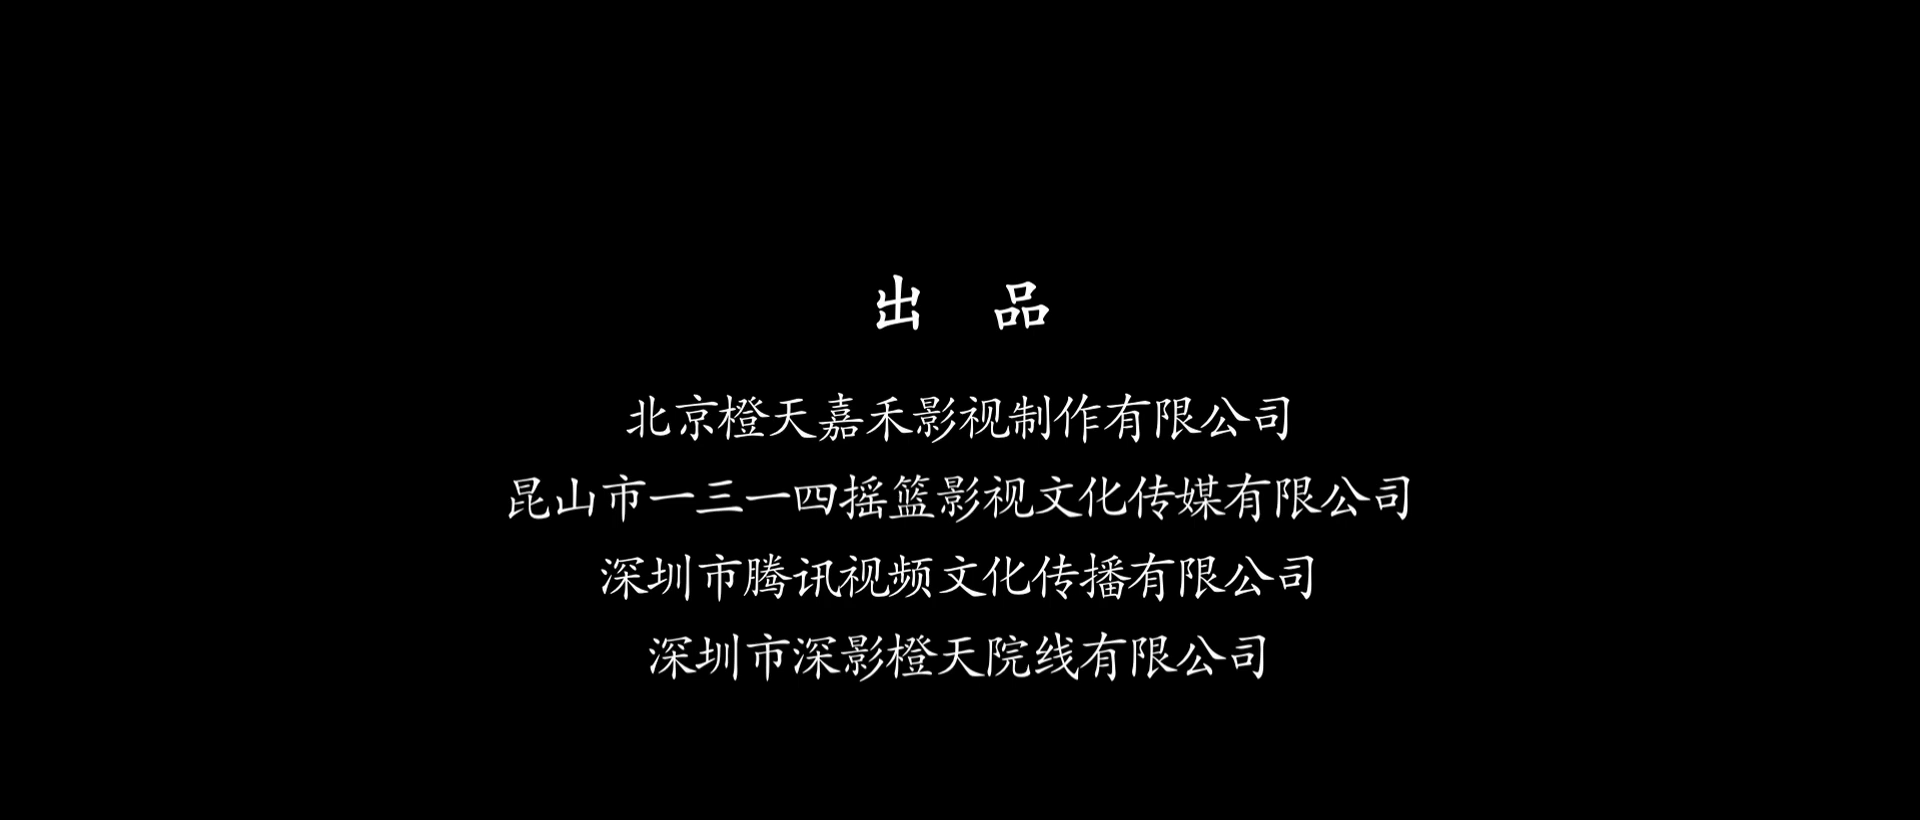 出 品
北京橙天嘉禾影视制作有限公司
昆山市一三一四摇篮影视文化传媒有限公司
深圳市腾讯视频文化传播有限公司
深圳市深影橙天院线有限公司